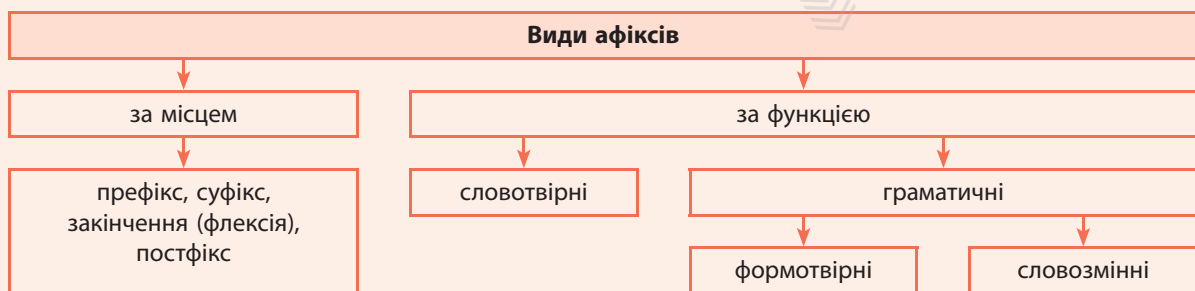 Види афіксів
за місцем
за функцією
префікс, суфікс,
закінчення (флексія),
постфікс
словотвірні
граматичні
формотвірні
словозмінні